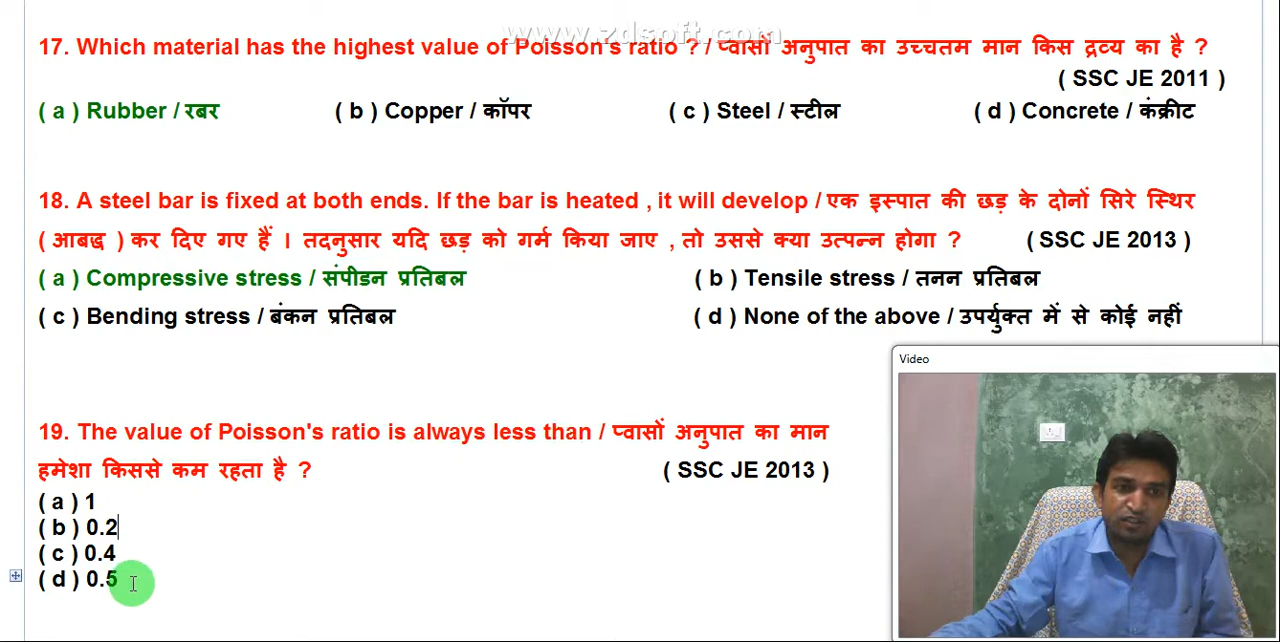 www.zdsoft.com
17. Which material has the highest value of Poisson's ratio ? / प्वासों अनुपात का उच्चतम मान किस द्रव्य का है ?
( SSC JE 2011 )
( a ) Rubber / रबर ( b ) Copper / कॉपर ( c ) Steel / स्टील ( d ) Concrete / कंक्रीट
18. A steel bar is fixed at both ends. If the bar is heated , it will develop / एक इस्पात की छड़ के दोनों सिरे स्थिर
( आबद्ध ) कर दिए गए हैं । तदनुसार यदि छड़ को गर्म किया जाए , तो उससे क्या उत्पन्न होगा ? ( SSC JE 2013 )
( a ) Compressive stress / संपीडन प्रतिबल ( b ) Tensile stress / तनन प्रतिबल
( c ) Bending stress / बंकन प्रतिबल ( d ) None of the above / उपर्युक्त में से कोई नहीं
Video
19. The value of Poisson's ratio is always less than / प्वासों अनुपात का मान
हमेशा किससे कम रहता है ? ( SSC JE 2013 )
( a ) 1
( b ) 0.2
( c ) 0.4
( d ) 0.5